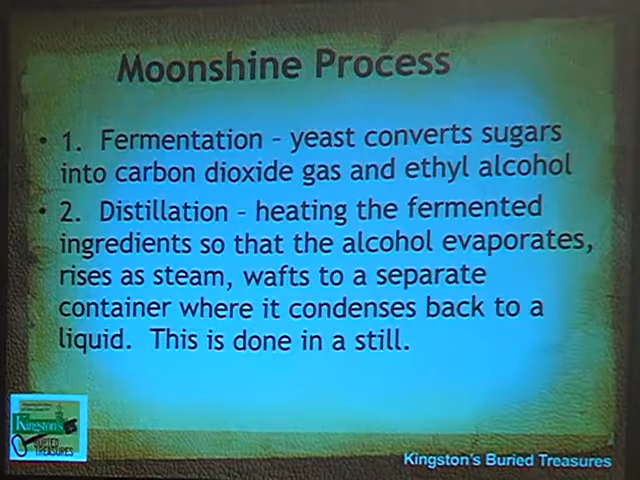 Moonshine Process
• 1. Fermentation – yeast converts sugars
into carbon dioxide gas and ethyl alcohol
• 2. Distillation – heating the fermented
ingredients so that the alcohol evaporates,
rises as steam, wafts to a separate
container where it condenses back to a
liquid. This is done in a still.
Kingston's
BURIED
TREASURES
Kingston's Buried Treasures